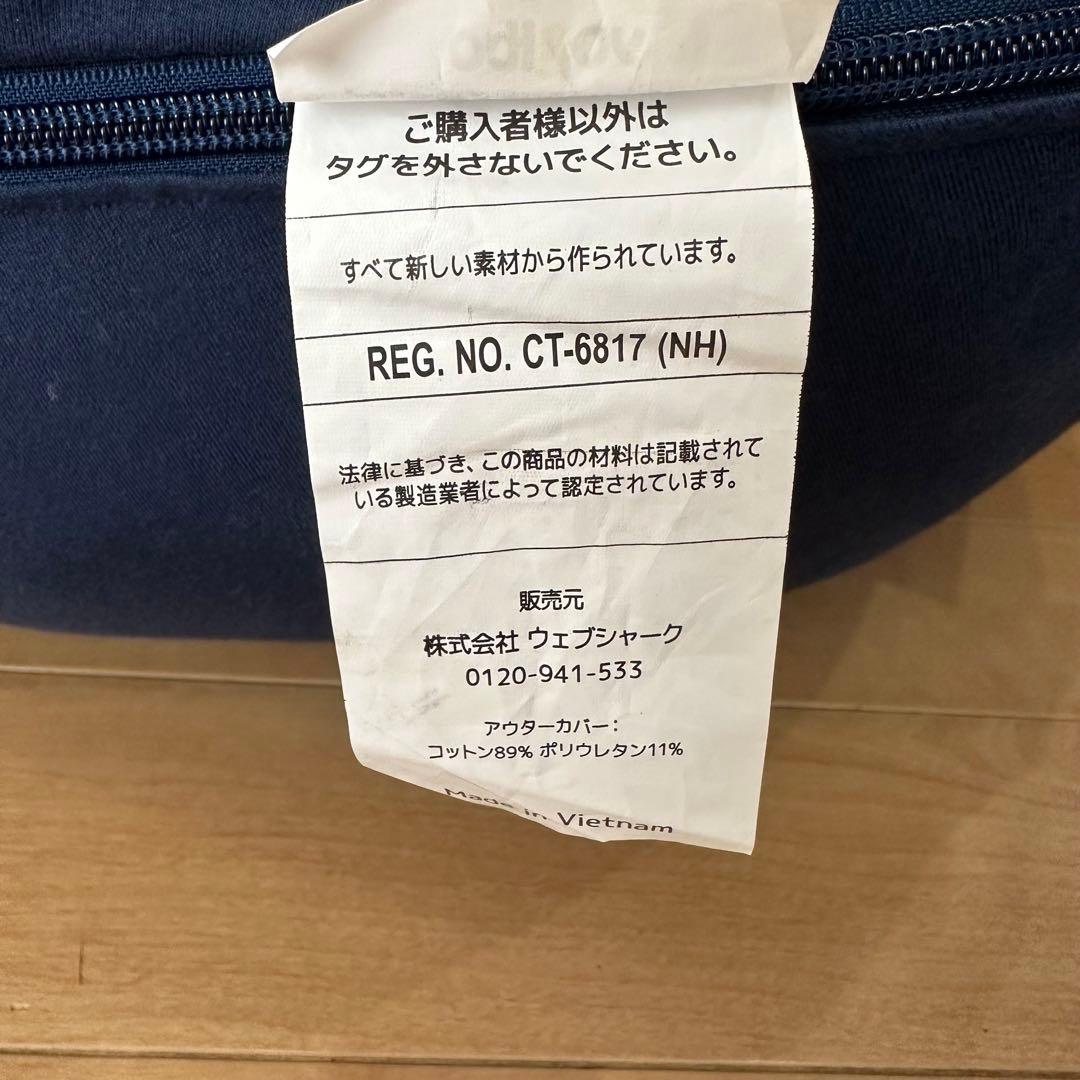 ご購入者様以外は
タグを外さないでください。
すべて新しい素材から作られています。
REG. NO. CT-6817 (NH)
法律に基づき、この商品の材料は記載されて
いる製造業者によって認定されています。
販売元
株式会社 ウェブシャーク
0120-941-533
アウターカバー：
コットン89% ポリウレタン11%
Made in Vietnam